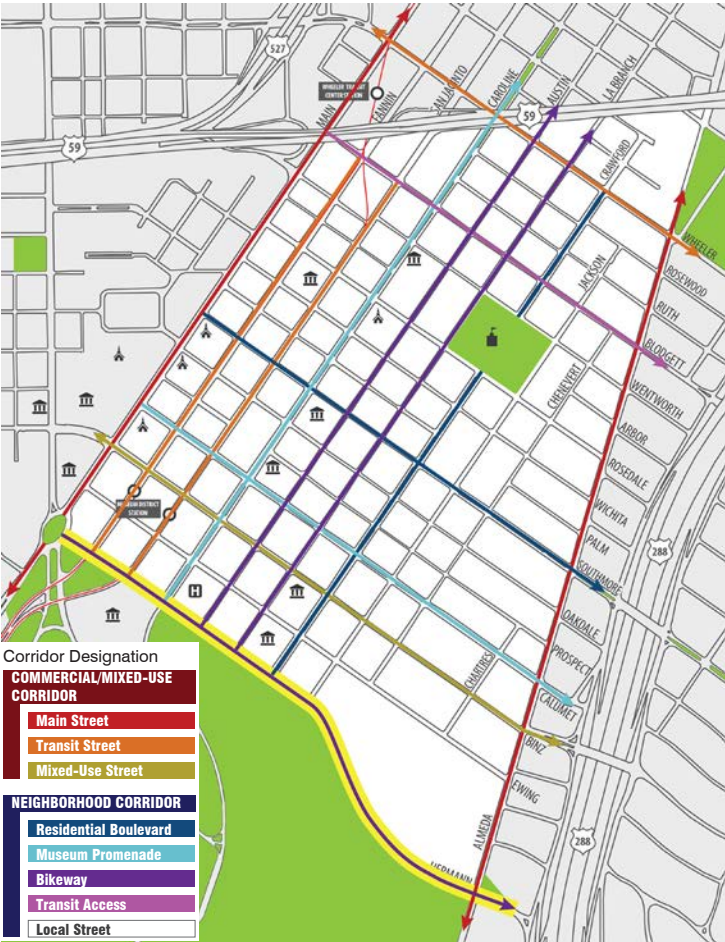 527
WHEELER TRANSIT
CENTER STATION
MAIN
FANNIN
SAN JACINTO
CAROLINE
AUSTIN
LA BRANCH
59
59
CRAWFORD
WHEELER
ROSEWOOD
JACKSON
RUTH
BLODGETT
CHENEVERT
WENTWORTH
ARBOR
ROSEDALE
WICHITA
PALM
288
SOUTHMORE
MUSEUM DISTRICT
STATION
H
OAKDALE
PROSPECT
CHARTRES
CALUMET
BINZ
EWING
ALMEDA
288
HERMANN
Corridor Designation
COMMERCIAL/MIXED-USE
CORRIDOR
Main Street
Transit Street
Mixed-Use Street
NEIGHBORHOOD CORRIDOR
Residential Boulevard
Museum Promenade
Bikeway
Transit Access
Local Street